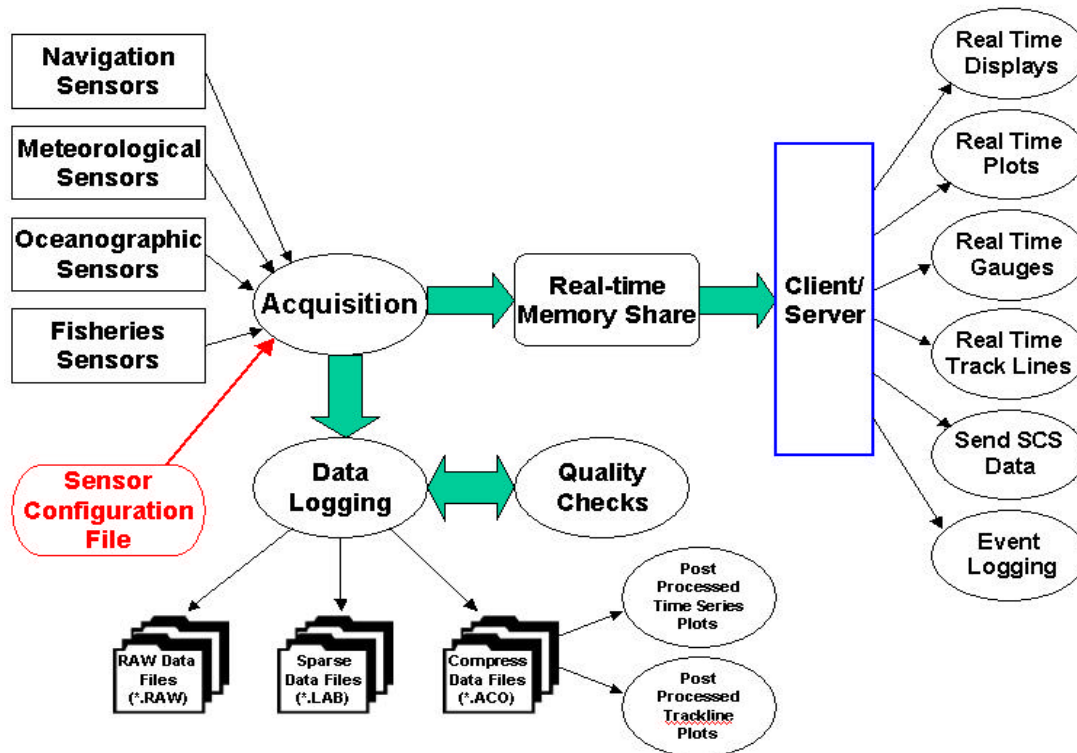 Navigation
Sensors
Meteorological
Sensors
Oceanographic
Sensors
Fisheries
Sensors
Sensor
Configuration
File
Acquisition
Real-time
Memory Share
Client/
Server
Real Time
Displays
Real Time
Plots
Real Time
Gauges
Real Time
Track Lines
Send SCS
Data
Event
Logging
Data
Logging
Quality
Checks
RAW Data
Files
(*.RAW)
Sparse
Data Files
(*.LAB)
Compress
Data Files
(*.ACO)
Post
Processed
Time Series
Plots
Post
Processed
Trackline
Plots